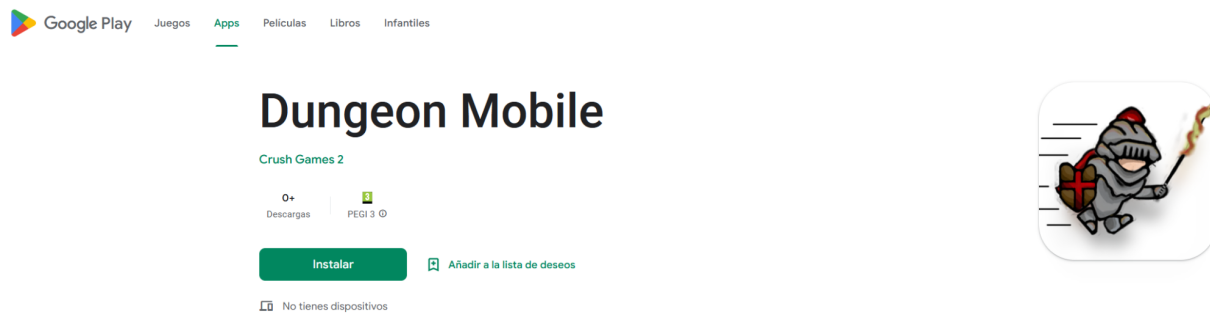 Google Play Juegos Apps Películas Libros Infantiles
Dungeon Mobile
Crush Games 2
0+
Descargas
3
PEGI 3
Instalar
Añadir a la lista de deseos
No tienes dispositivos